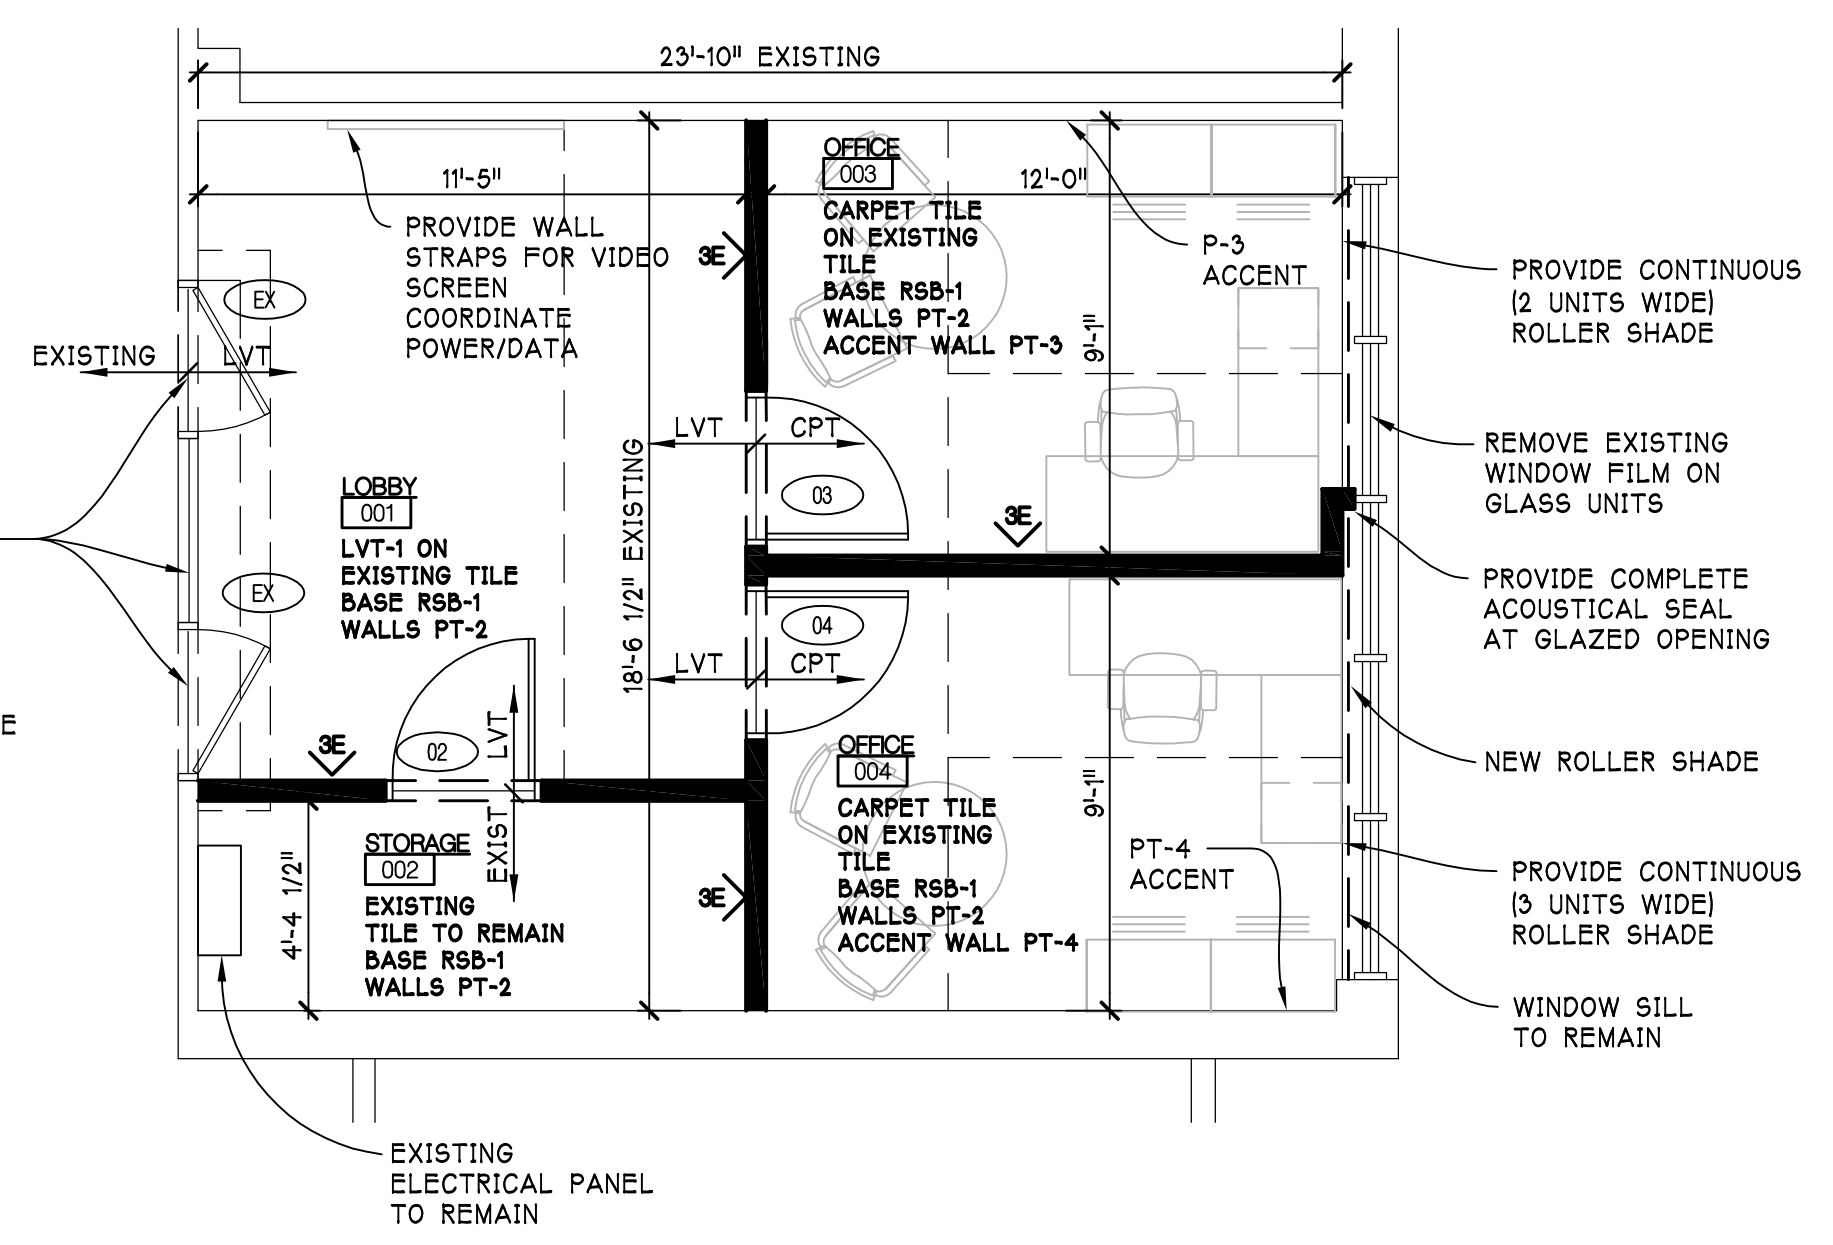 23'-10" EXISTING
11'-5"
12'-0"
PROVIDE WALL
STRAPS FOR VIDEO
SCREEN
COORDINATE
POWER/DATA
3E
OFFICE
003
CARPET TILE
ON EXISTING
TILE
BASE RSB-1
WALLS PT-2
ACCENT WALL PT-3
P-3
ACCENT
9'-1"
PROVIDE CONTINUOUS
(2 UNITS WIDE)
ROLLER SHADE
EX
EXISTING
LVT
LVT
CPT
03
3E
REMOVE EXISTING
WINDOW FILM ON
GLASS UNITS
LOBBY
001
LVT-1 ON
EXISTING TILE
BASE RSB-1
WALLS PT-2
EX
18'-6 1/2" EXISTING
PROVIDE COMPLETE
ACOUSTICAL SEAL
AT GLAZED OPENING
04
LVT
CPT
E
3E
02
LVT
EXIST
NEW ROLLER SHADE
OFFICE
004
CARPET TILE
ON EXISTING
TILE
BASE RSB-1
WALLS PT-2
ACCENT WALL PT-4
9'-1"
PT-4
ACCENT
3E
STORAGE
002
EXISTING
TILE TO REMAIN
BASE RSB-1
WALLS PT-2
4'-4 1/2"
PROVIDE CONTINUOUS
(3 UNITS WIDE)
ROLLER SHADE
WINDOW SILL
TO REMAIN
EXISTING
ELECTRICAL PANEL
TO REMAIN